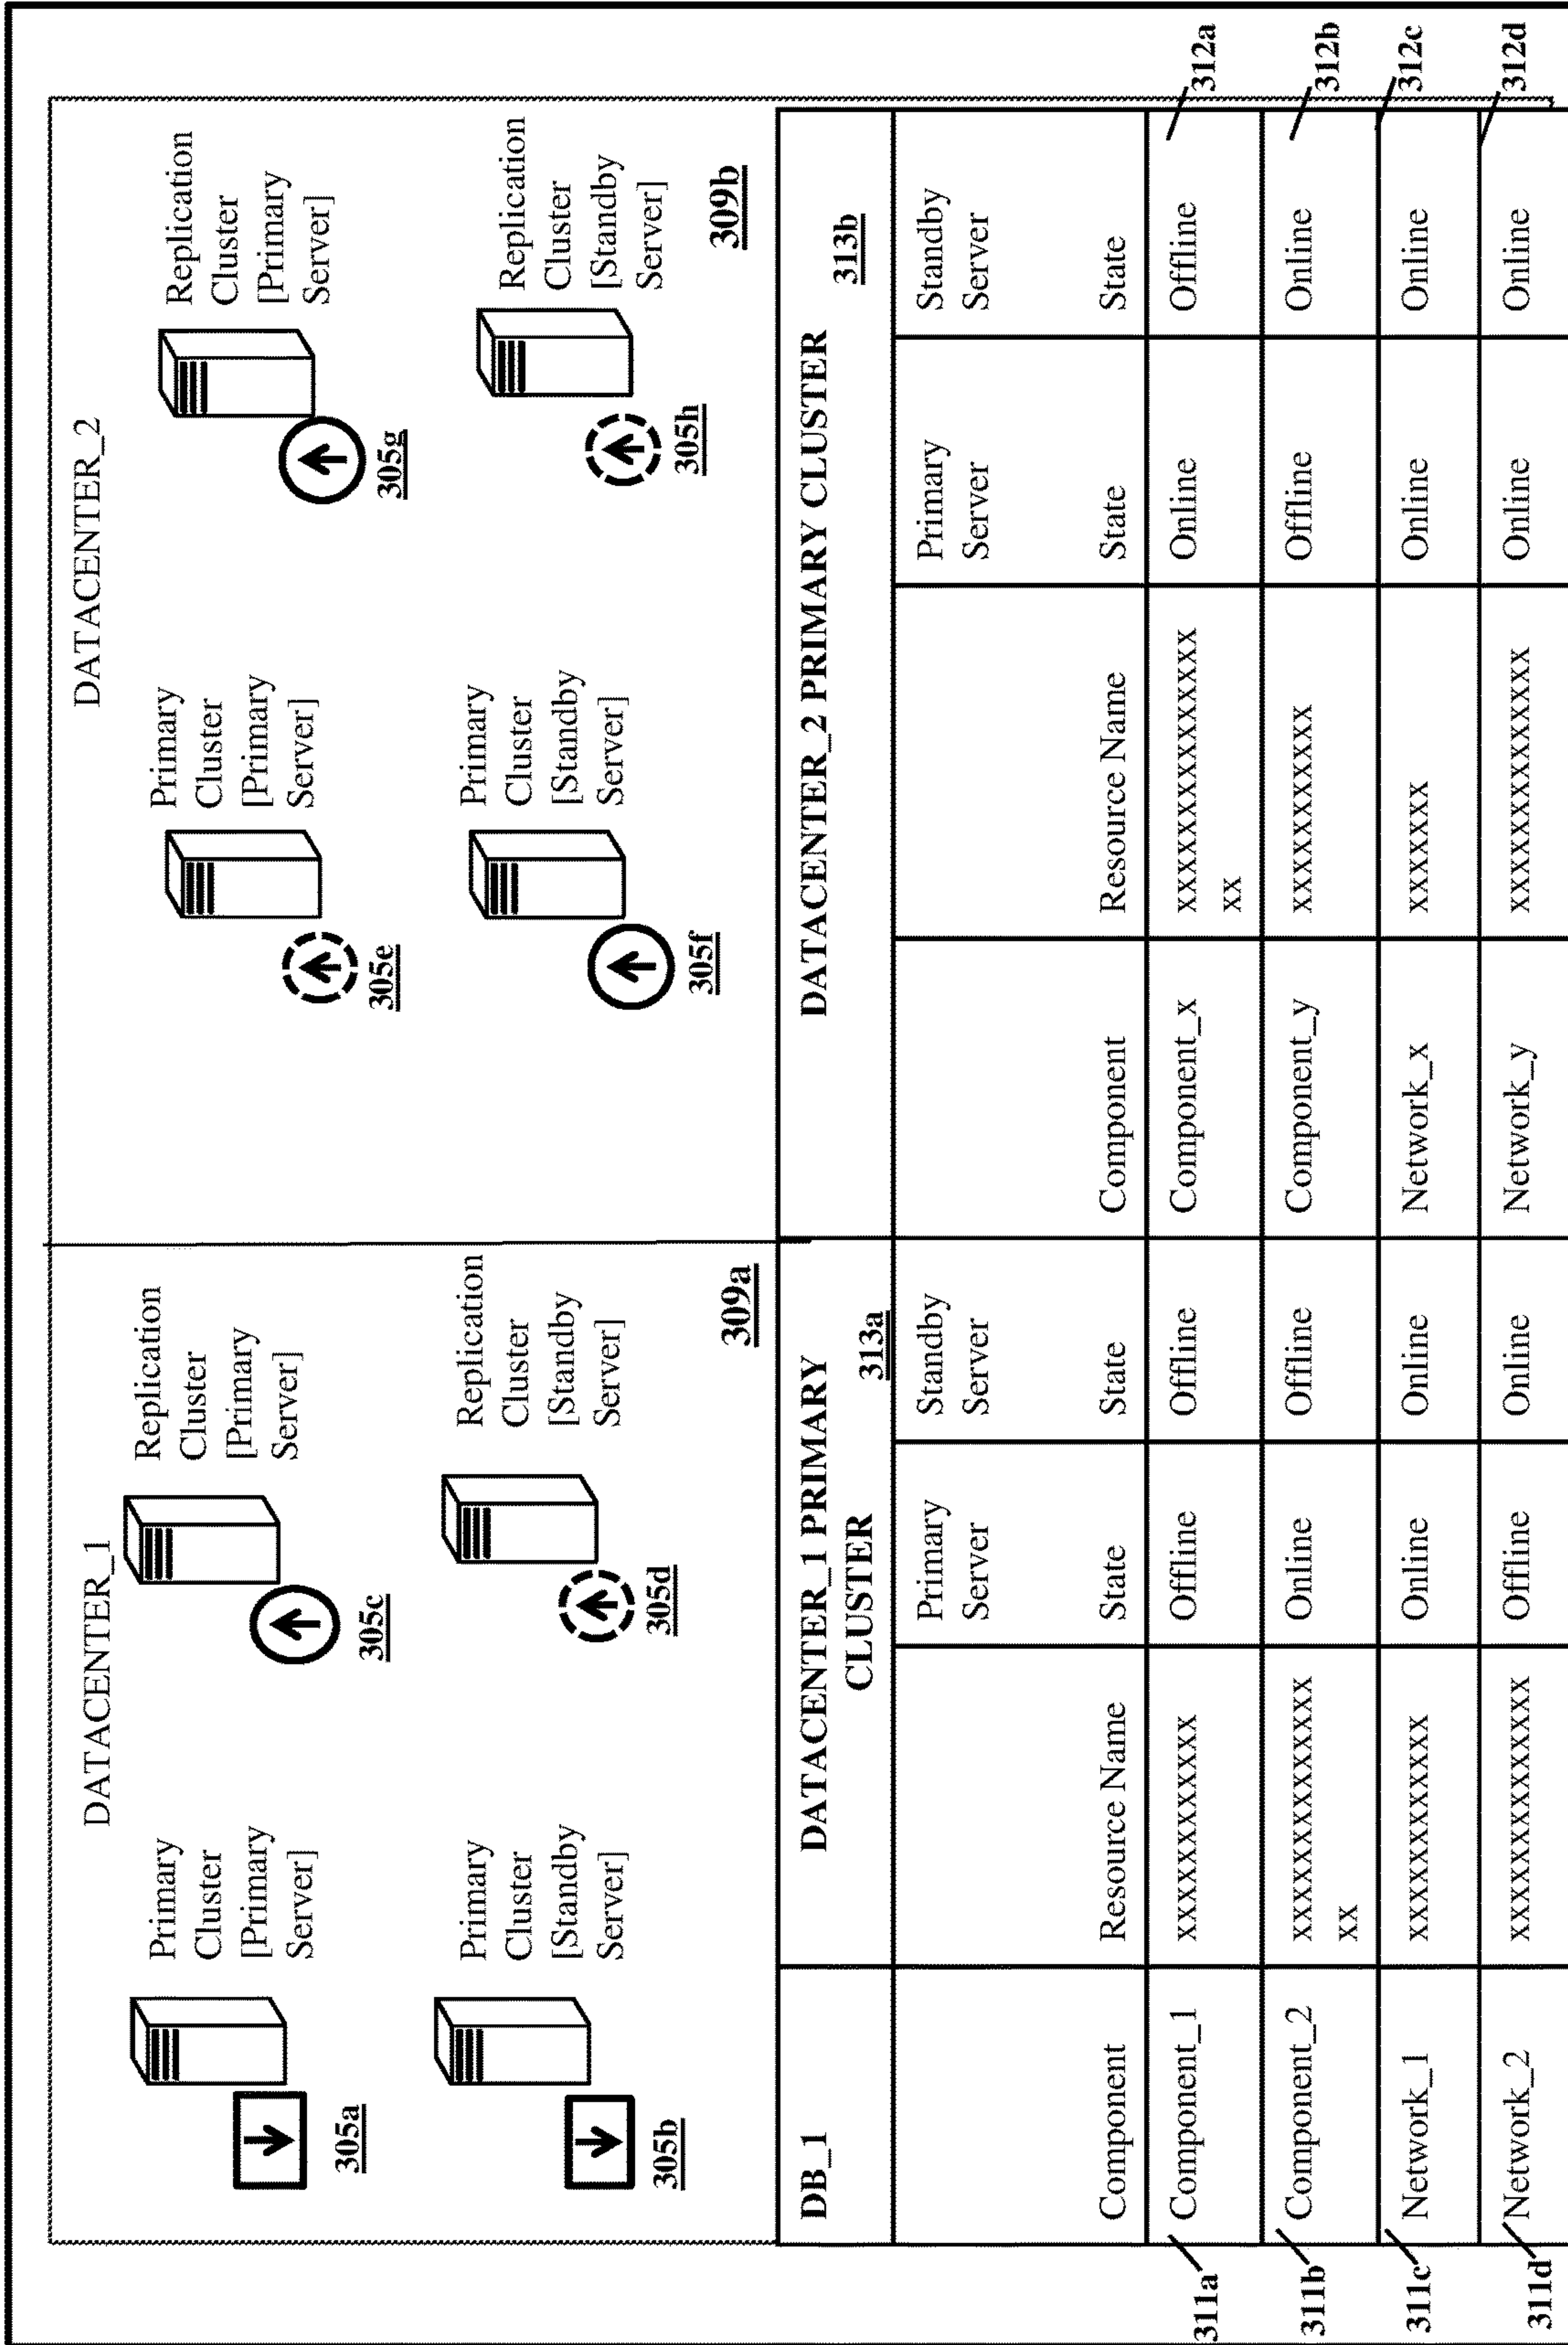 DATACENTER_1
Primary
Cluster
[Primary
Server]
305a
Replication
Cluster
[Primary
Server]
305c
Primary
Cluster
[Standby
Server]
305b
Replication
Cluster
[Standby
Server]
305d
309a
DATACENTER_2
Primary
Cluster
[Primary
Server]
305e
Replication
Cluster
[Primary
Server]
305g
Primary
Cluster
[Standby
Server]
305f
Replication
Cluster
[Standby
Server]
305h
309b
DB_1
DATACENTER_1 PRIMARY
CLUSTER
313a
DATACENTER_2 PRIMARY CLUSTER
313b
Primary
Server
Standby
Server
Primary
Server
Standby
Server
Component Resource Name State State Component Resource Name State State
311a Component_1 xxxxxxxxxxxx Offline Offline Component_x xxxxxxxxxxxxxx Online Offline 312a
xx
311b Component_2 xxxxxxxxxxxxxx Online Offline Component_y xxxxxxxxxxx Offline Online 312b
xx
311c Network_1 xxxxxxxxxxxx Online Online Network_x xxxxxxx Online Online 312c
311d Network_2 xxxxxxxxxxxxxx Offline Online Network_y xxxxxxxxxxxxxx Online Online 312d